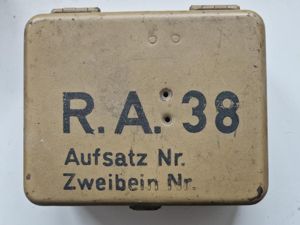 R.A. 38
Aufsatz Nr.
Zweibein Nr.